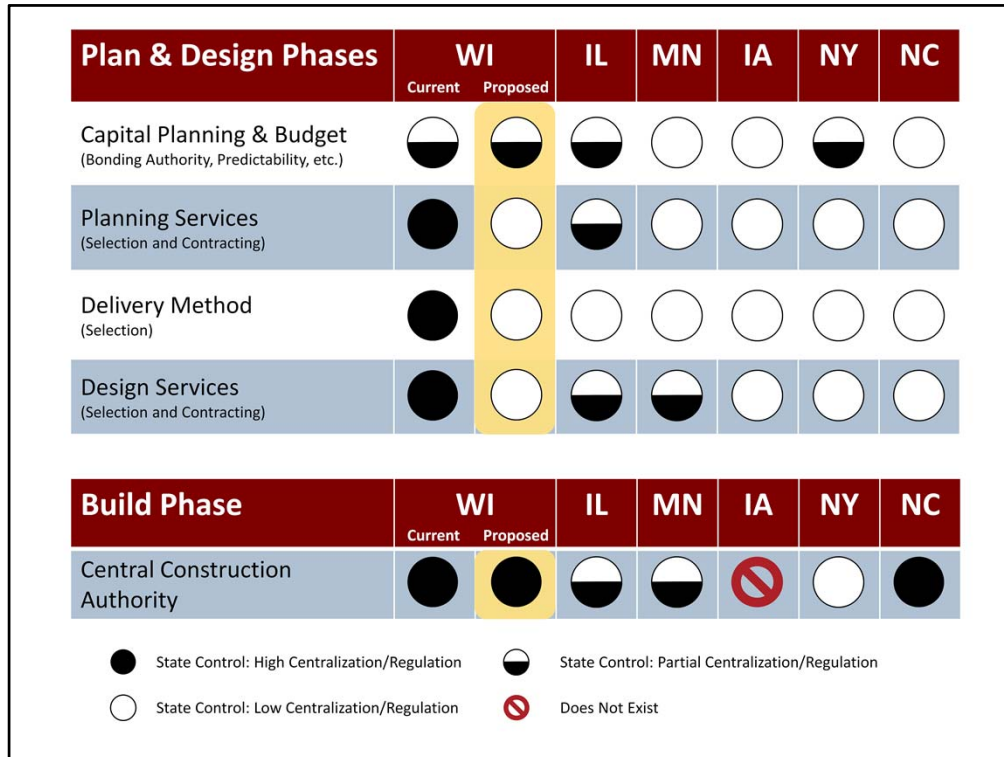 Plan & Design Phases WI IL MN IA NY NC
Current Proposed
Capital Planning & Budget
(Bonding Authority, Predictability, etc.)
Planning Services
(Selection and Contracting)
Delivery Method
(Selection)
Design Services
(Selection and Contracting)
Build Phase WI IL MN IA NY NC
Current Proposed
Central Construction
Authority
State Control: High Centralization/Regulation State Control: Partial Centralization/Regulation
State Control: Low Centralization/Regulation Does Not Exist